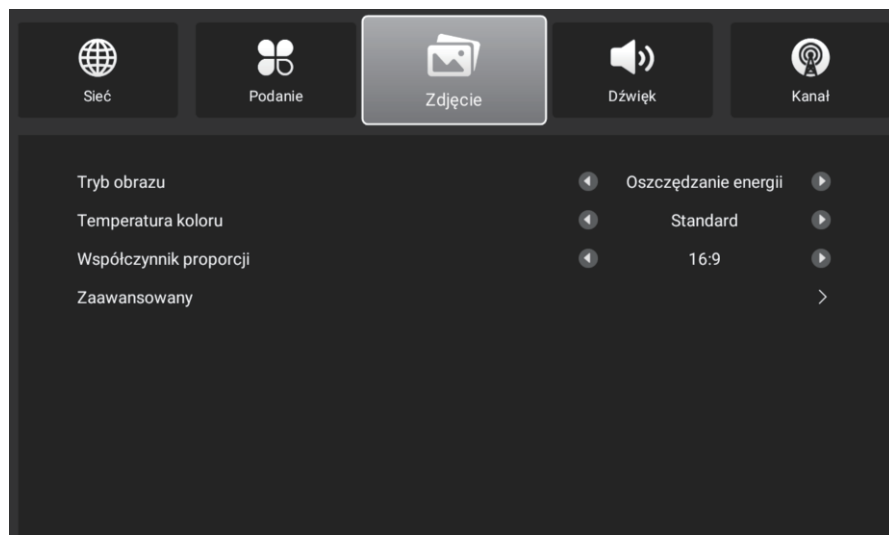 Sieć
Podanie
Zdjęcie
Dźwięk
Kanał
Tryb obrazu Oszczędzanie energii
Temperatura koloru Standard
Współczynnik proporcji 16:9
Zaawansowany